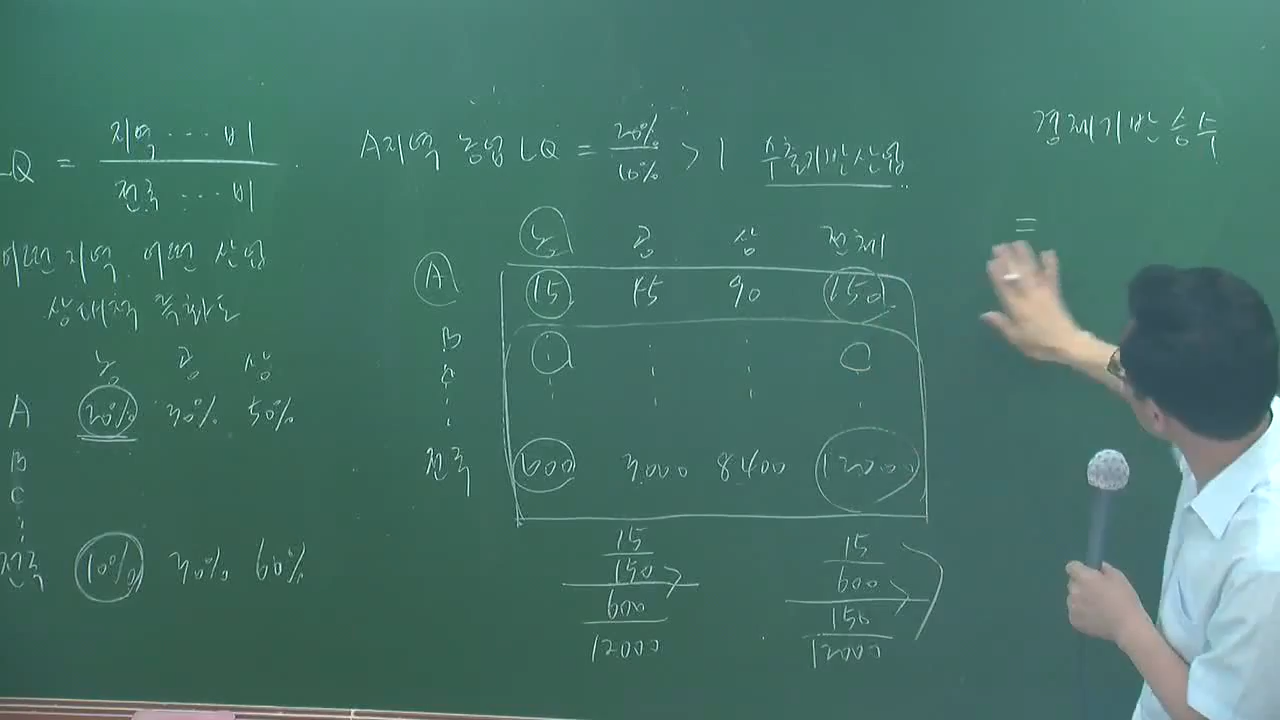 LQ = 지역 … 비 / 전국 … 비
어떤 지역. 어떤 산업
상대적 특화도
농 공 상
A 20% 30% 50%
B
C
전국 10% 30% 60%
A지역 농업 LQ = 20% / 10% > 1 수출기반산업
농 공 상 전체
A 15 45 90 150
B
C
전국 600 3,000 8400 12000
15 / 150
600 / 12000
15 / 600
150 / 12000
경제기반승수
=